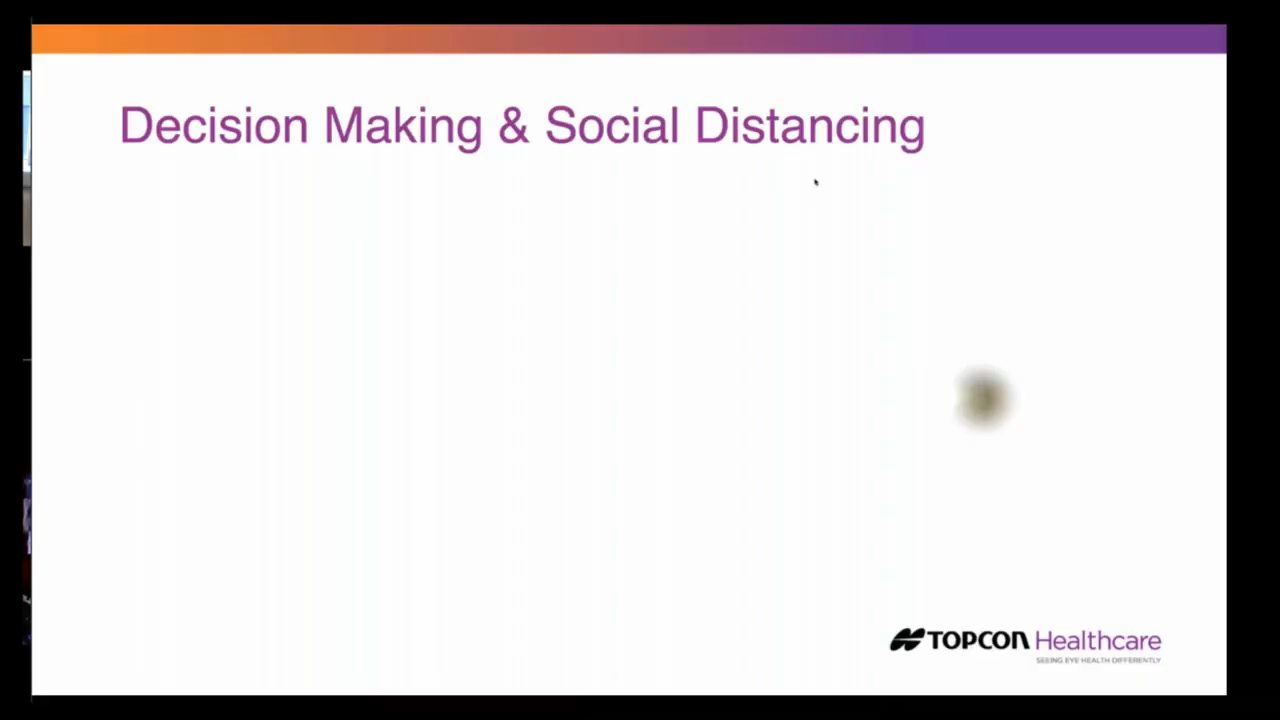 Decision Making & Social Distancing
TOPCON Healthcare
SEEING EYE HEALTH DIFFERENTLY